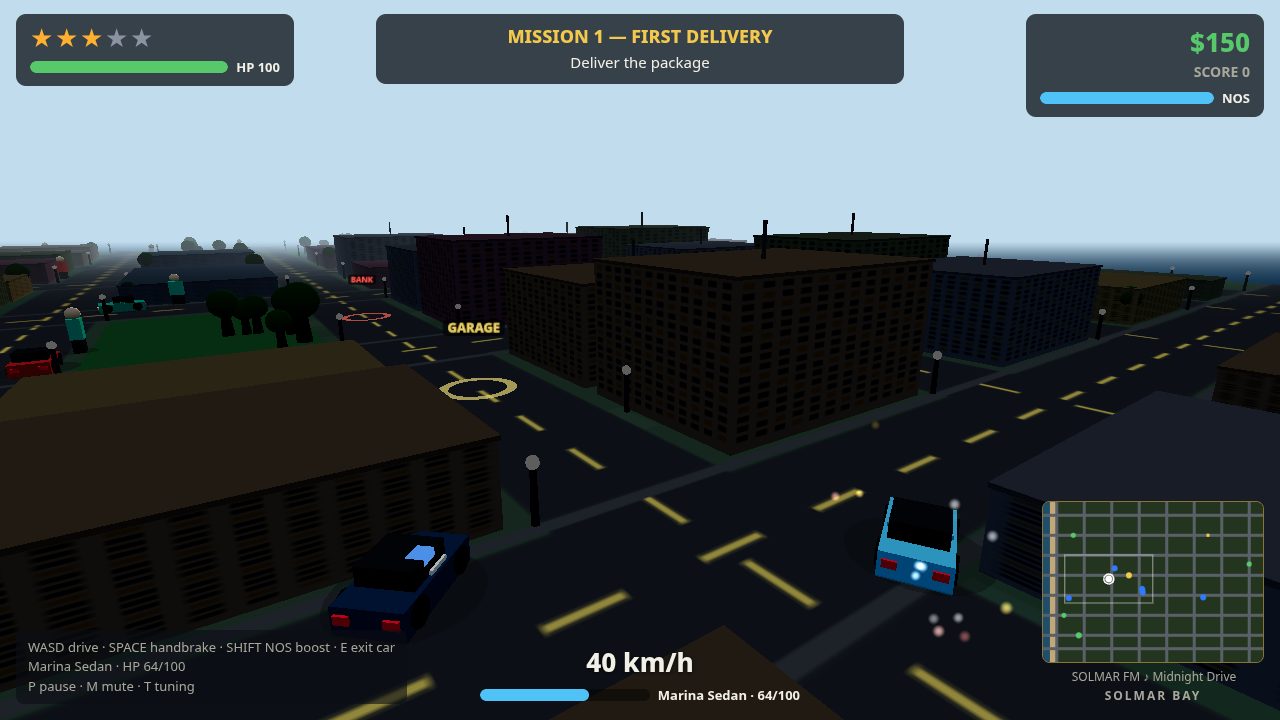 HP 100
MISSION 1 — FIRST DELIVERY
Deliver the package
$150
SCORE 0
NOS
BANK
GARAGE
WASD drive · SPACE handbrake · SHIFT NOS boost · E exit car
Marina Sedan · HP 64/100
P pause · M mute · T tuning
40 km/h
Marina Sedan · 64/100
SOLMAR FM ♪ Midnight Drive
SOLMAR BAY